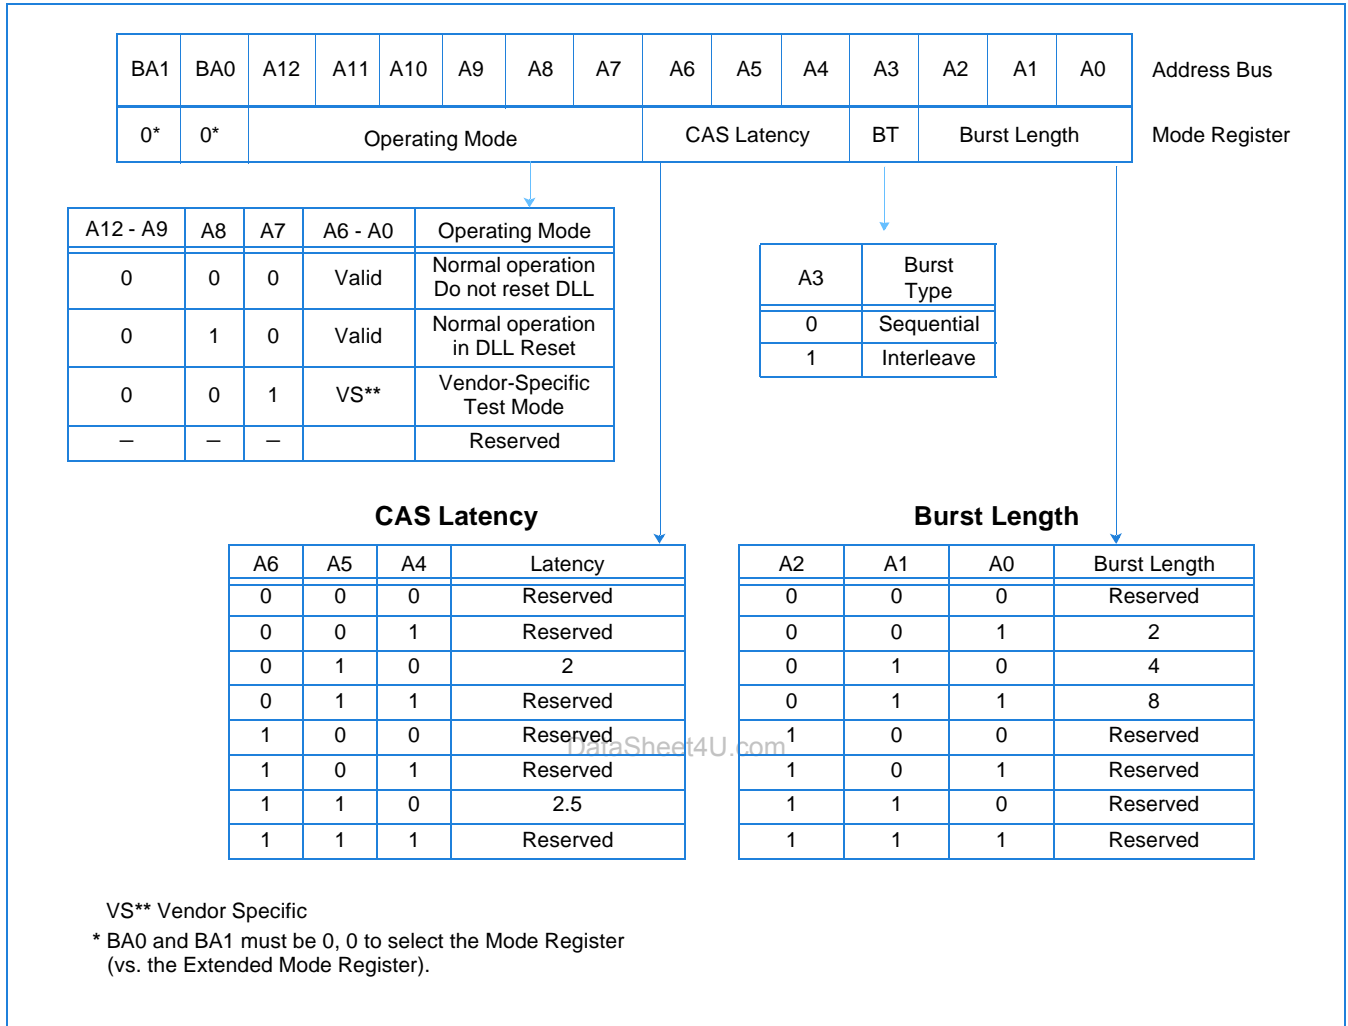 BA1 BA0 A12 A11 A10 A9 A8 A7 A6 A5 A4 A3 A2 A1 A0 Address Bus
0* 0* Operating Mode CAS Latency BT Burst Length Mode Register
A12 - A9 A8 A7 A6 - A0 Operating Mode
0 0 0 Valid Normal operation
Do not reset DLL
0 1 0 Valid Normal operation
in DLL Reset
0 0 1 VS** Vendor-Specific
Test Mode
— — — Reserved
A3 Burst
Type
0 Sequential
1 Interleave
CAS Latency
A6 A5 A4 Latency
0 0 0 Reserved
0 0 1 Reserved
0 1 0 2
0 1 1 Reserved
1 0 0 Reserved
1 0 1 Reserved
1 1 0 2.5
1 1 1 Reserved
Burst Length
A2 A1 A0 Burst Length
0 0 0 Reserved
0 0 1 2
0 1 0 4
0 1 1 8
1 0 0 Reserved
1 0 1 Reserved
1 1 0 Reserved
1 1 1 Reserved
DataSheet4U.com
VS** Vendor Specific
* BA0 and BA1 must be 0, 0 to select the Mode Register
(vs. the Extended Mode Register).